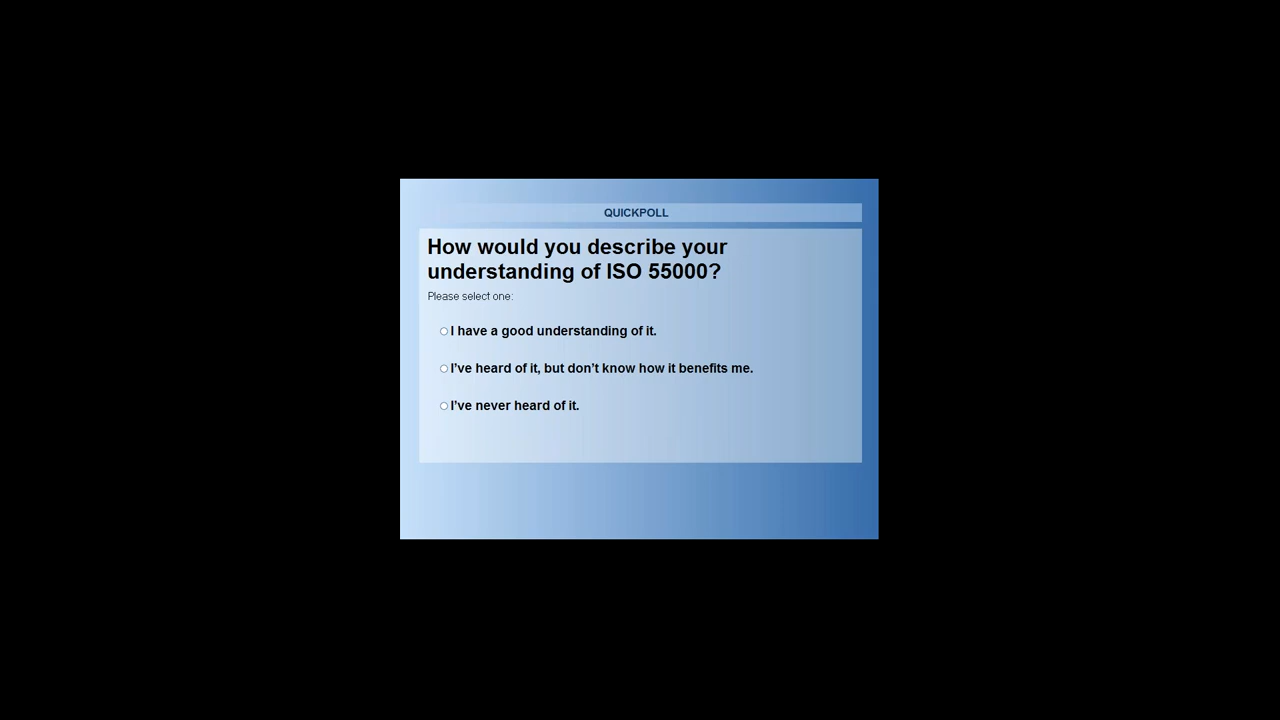 QUICKPOLL
How would you describe your
understanding of ISO 55000?
Please select one:
I have a good understanding of it.
I’ve heard of it, but don’t know how it benefits me.
I’ve never heard of it.